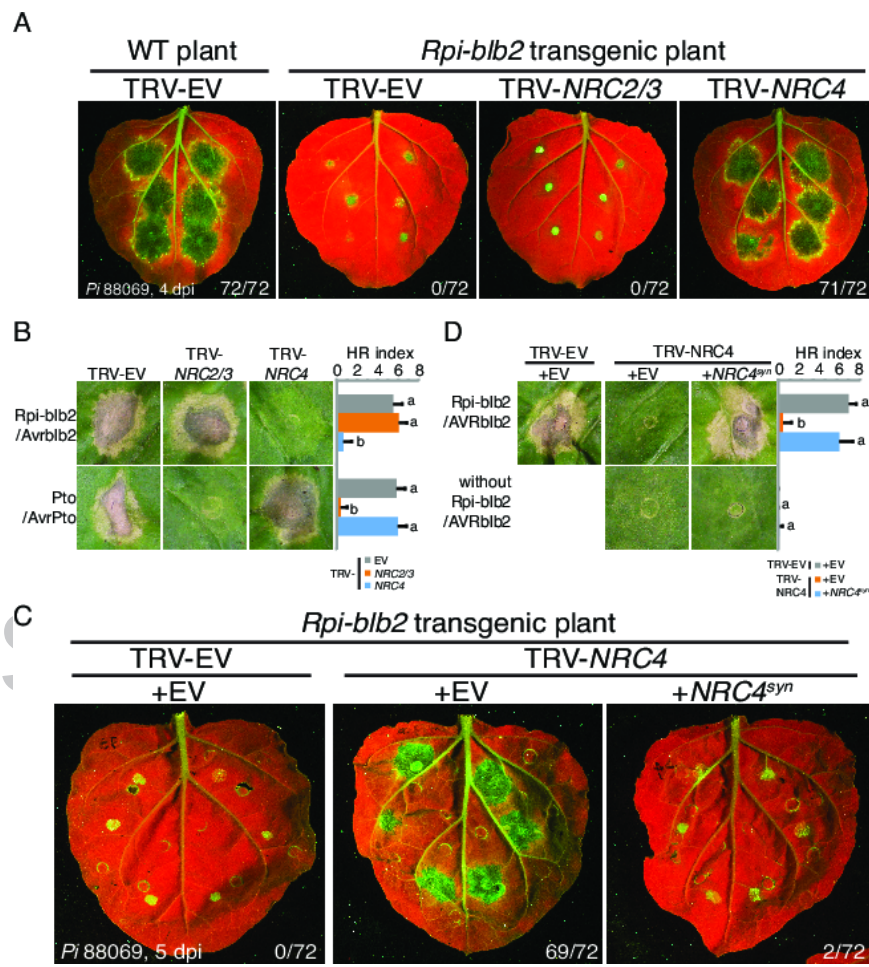 A
WT plant
Rpi-blb2 transgenic plant
TRV-EV
TRV-EV
TRV-NRC2/3
TRV-NRC4
Pi 88069, 4 dpi
72/72
0/72
0/72
71/72
B
TRV-EV
TRV-
NRC2/3
TRV-
NRC4
HR index
0 2 4 6 8
Rpi-blb2
/Avrblb2
a
a
b
Pto
/AvrPto
a
b
a
TRV-
EV
NRC2/3
NRC4
D
TRV-EV
TRV-NRC4
HR index
+EV
+EV
+NRC4syn
0 2 4 6 8
Rpi-blb2
/AVRblb2
a
b
a
without
Rpi-blb2
/AVRblb2
a
a
TRV-EV
+EV
TRV-
NRC4
+EV
+NRC4syn
C
Rpi-blb2 transgenic plant
TRV-EV
TRV-NRC4
+EV
+EV
+NRC4syn
Pi 88069, 5 dpi
0/72
69/72
2/72